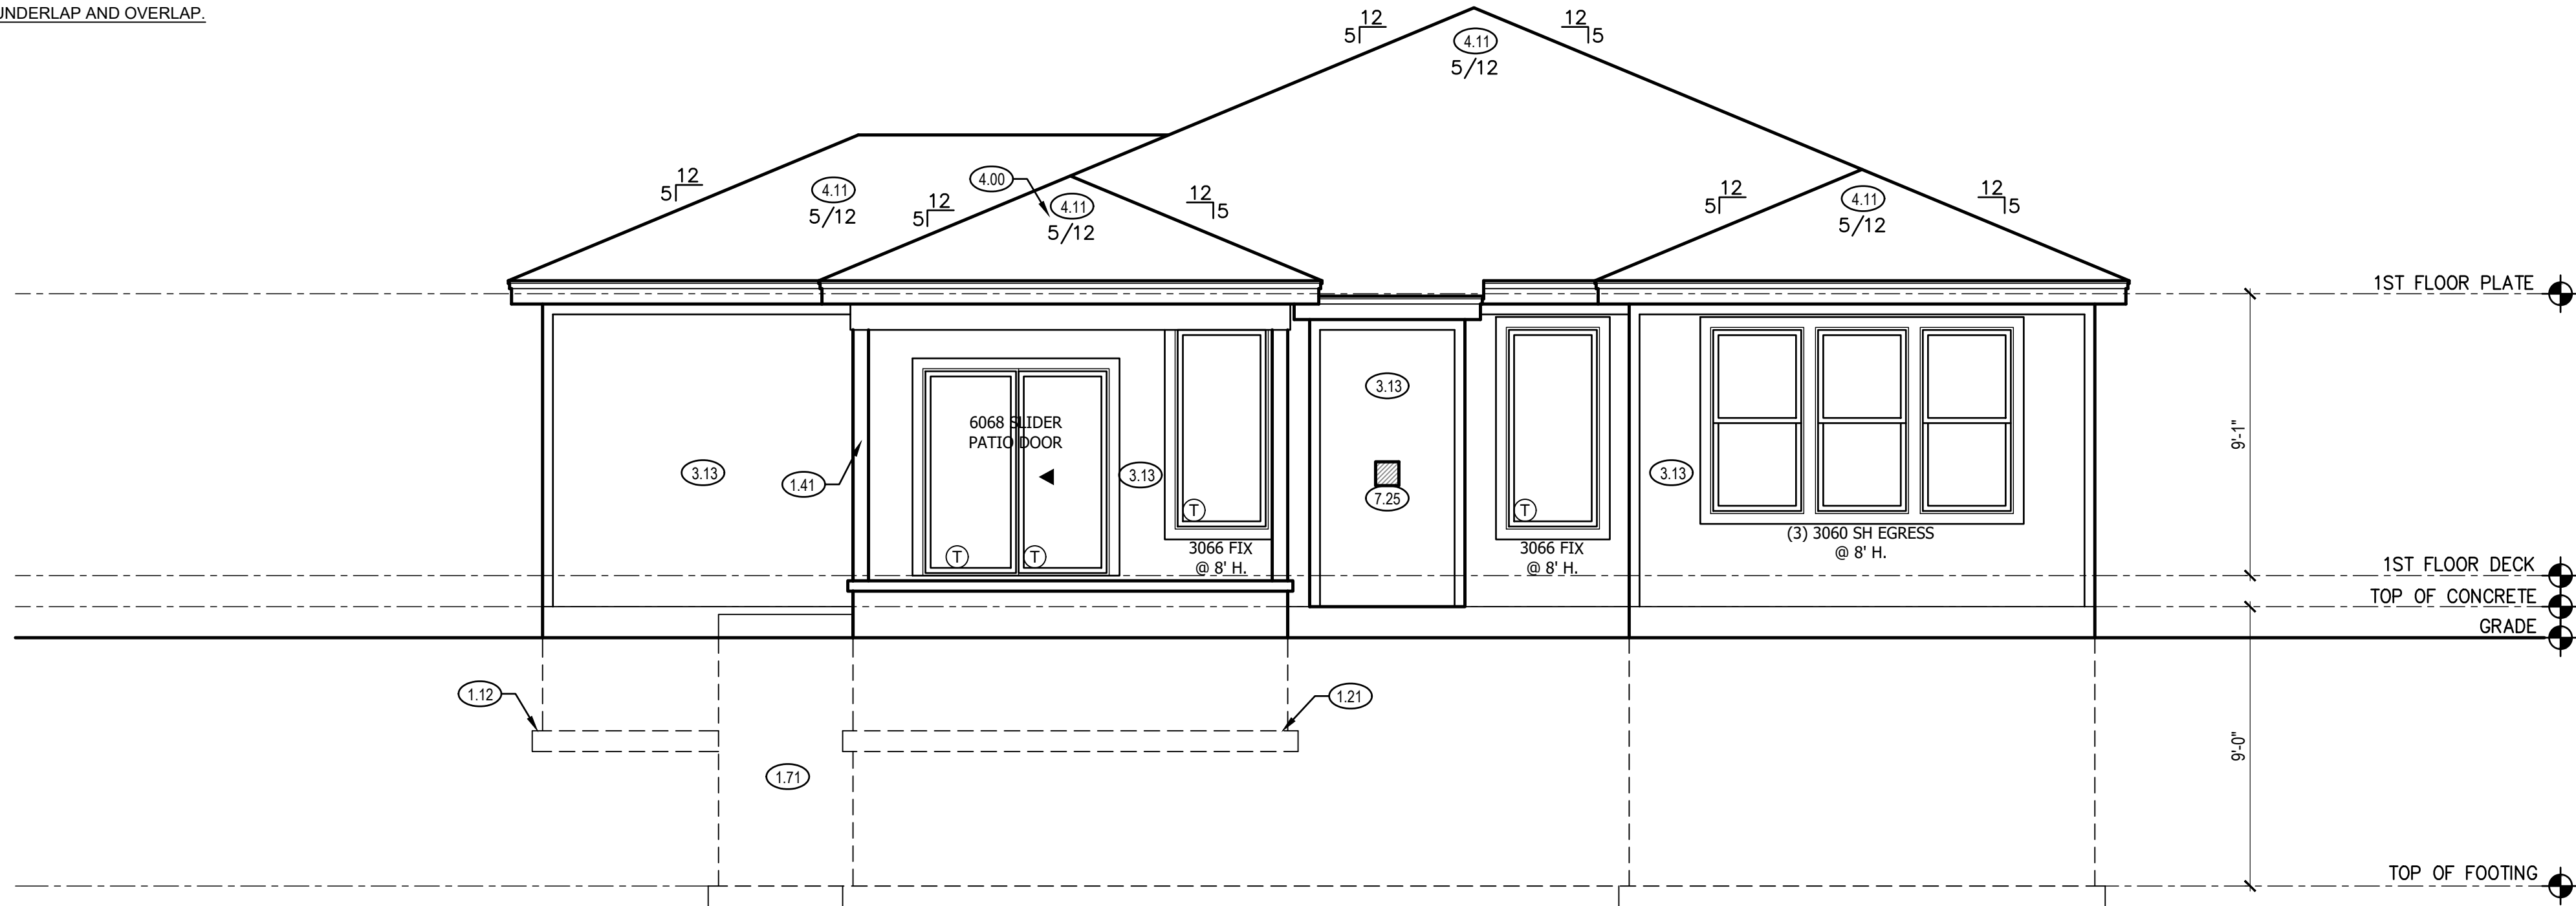 UNDERLAP AND OVERLAP.
12
5
12
5
4.11
5/12
12
5
4.11
5/12
4.00
12
5
4.11
5/12
12
5
12
5
4.11
5/12
12
5
1ST FLOOR PLATE
3.13
6068 SLIDER
PATIO DOOR
3.13
3.13
1.41
3.13
7.25
9'-1"
T
T
T
T
3066 FIX
@ 8' H.
3066 FIX
@ 8' H.
(3) 3060 SH EGRESS
@ 8' H.
1ST FLOOR DECK
TOP OF CONCRETE
GRADE
1.12
1.21
1.71
9'-0"
TOP OF FOOTING